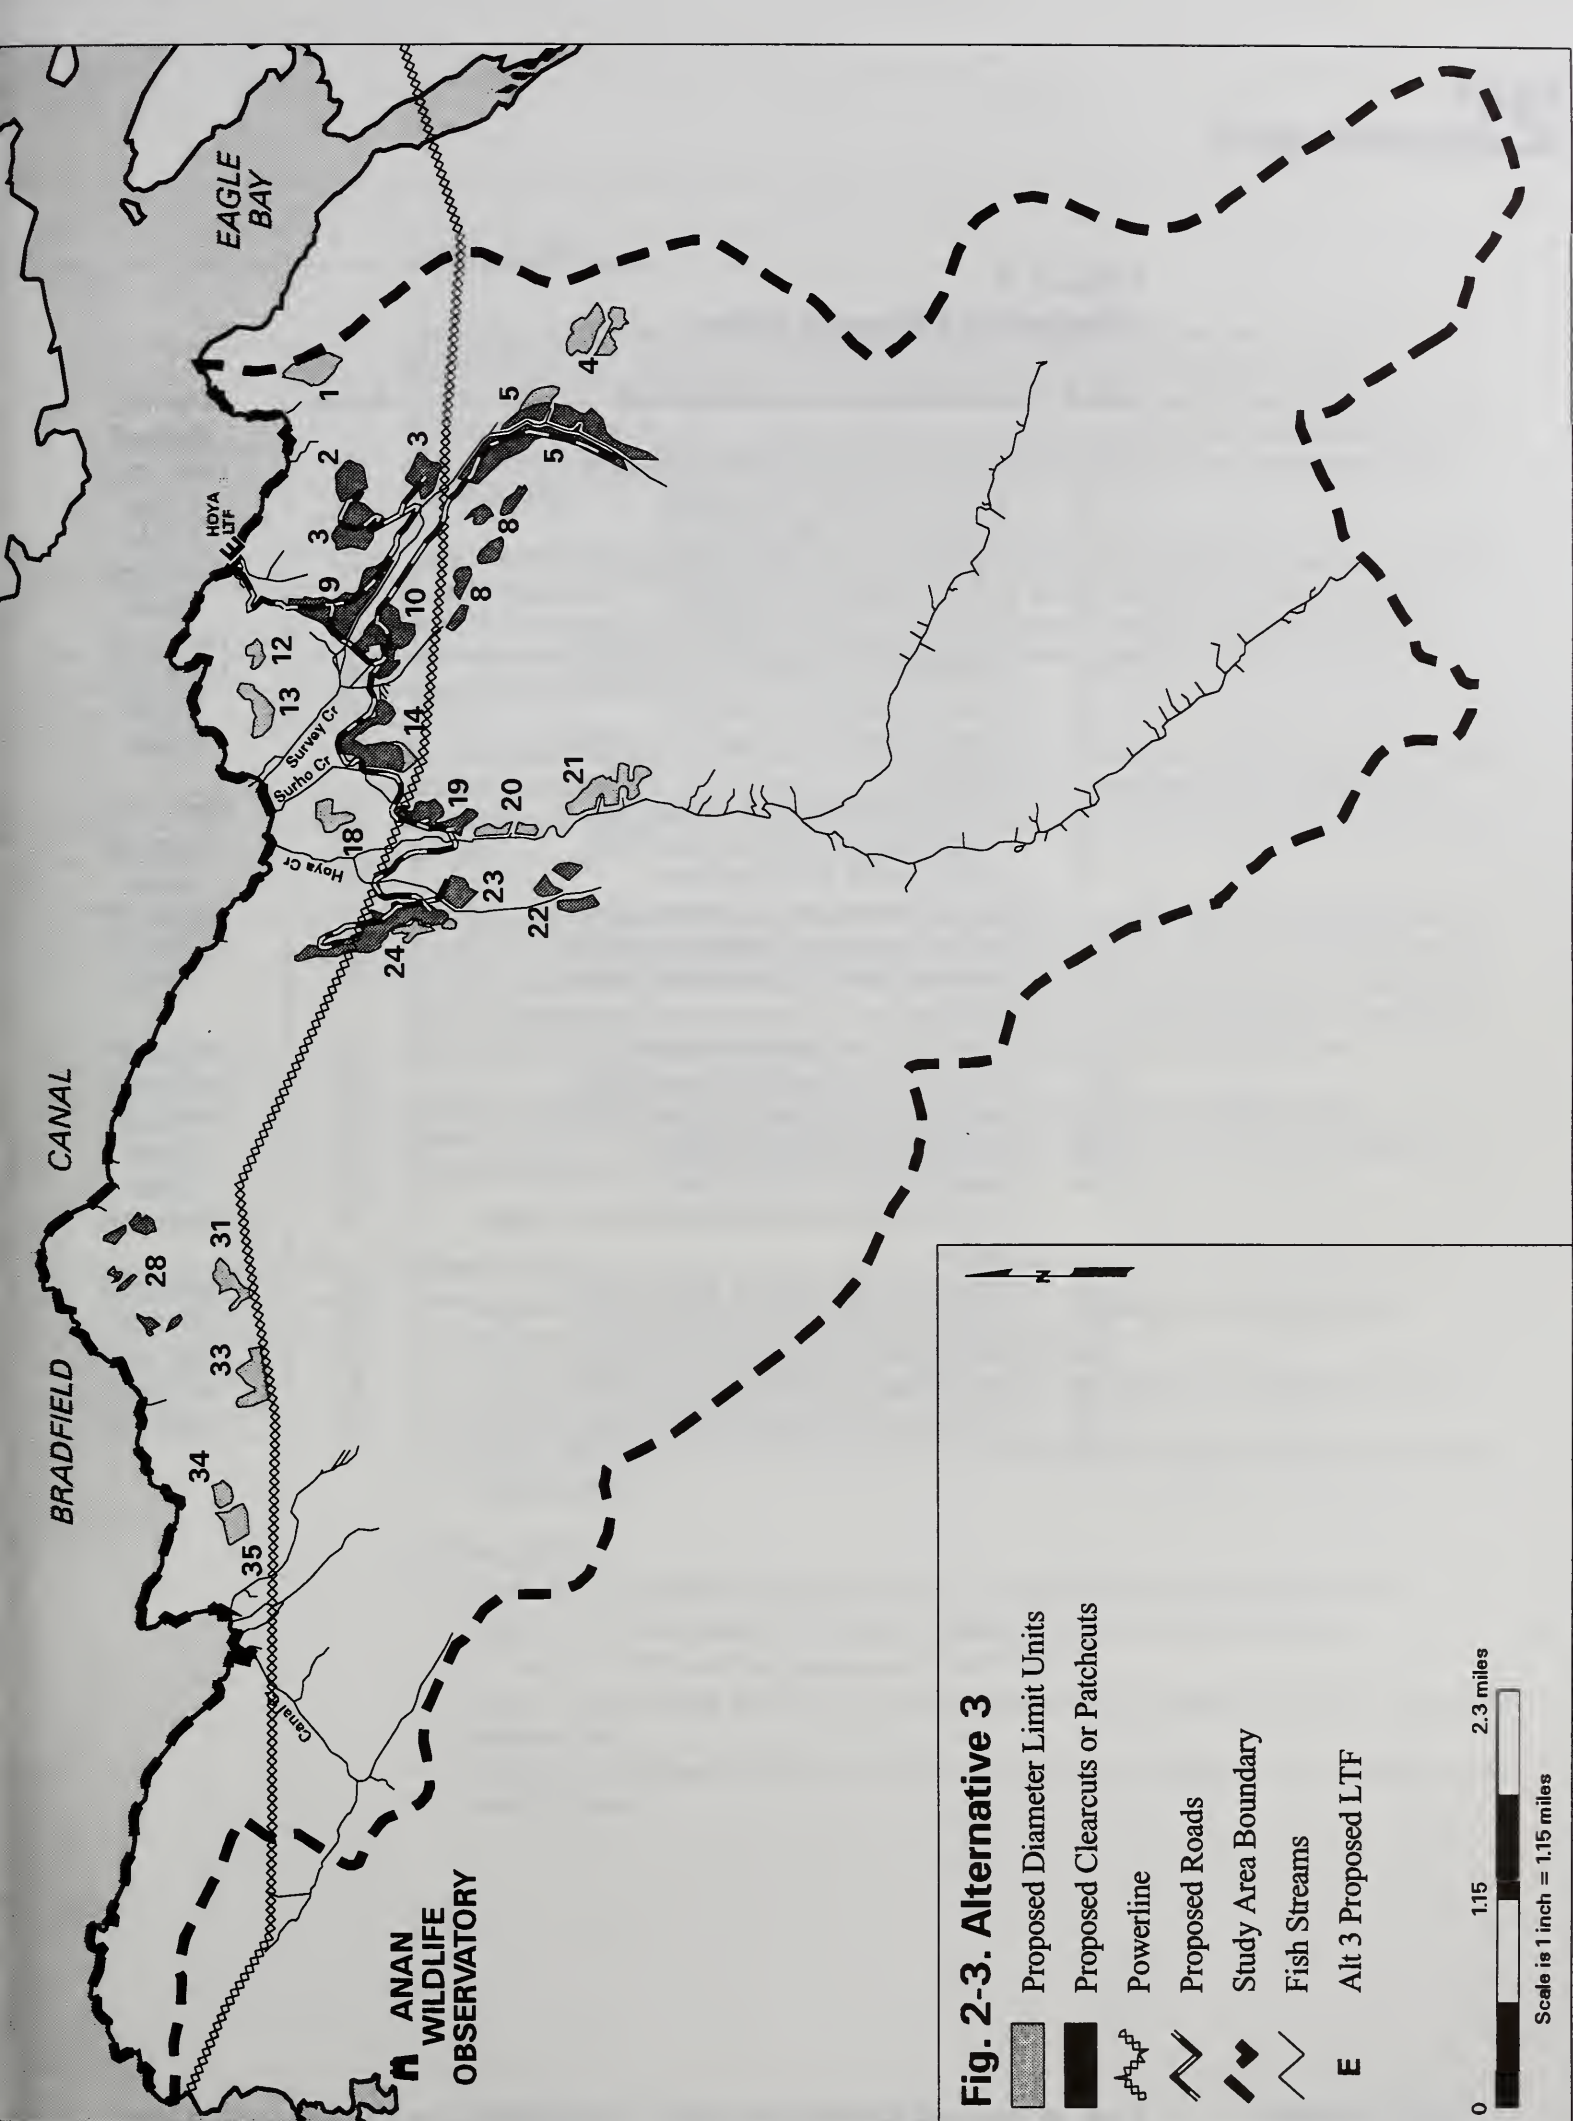 BRADFIELD CANAL
EAGLE
BAY
HOYA
LTF
1
2
3
3
4
5
5
8
8
9
10
12
13
14
Survey Cr
Surho Cr
18
19
20
21
Hoya Cr
22
23
24
28
31
33
34
35
Canal
ANAN
WILDLIFE
OBSERVATORY
Fig. 2-3. Alternative 3
Proposed Diameter Limit Units
Proposed Clearcuts or Patchcuts
Powerline
Proposed Roads
Study Area Boundary
Fish Streams
E Alt 3 Proposed LTF
N
0 1.15 2.3 miles
Scale is 1 inch = 1.15 miles